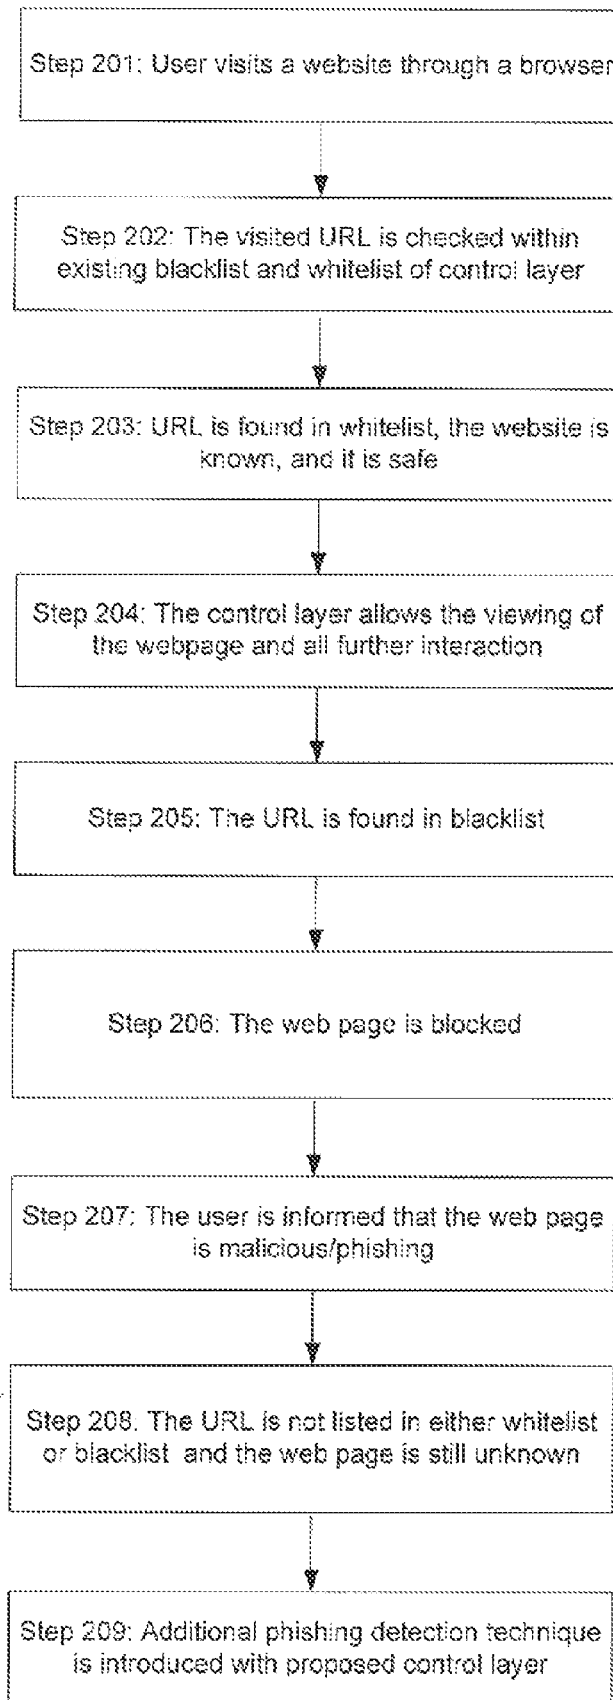 Step 201: User visits a website through a browser
Step 202: The visited URL is checked within
existing blacklist and whitelist of control layer
Step 203: URL is found in whitelist, the website is
known, and it is safe
Step 204: The control layer allows the viewing of
the webpage and all further interaction
Step 205: The URL is found in blacklist
Step 206: The web page is blocked
Step 207: The user is informed that the web page
is malicious/phishing
Step 208. The URL is not listed in either whitelist
or blacklist and the web page is still unknown
Step 209: Additional phishing detection technique
is introduced with proposed control layer